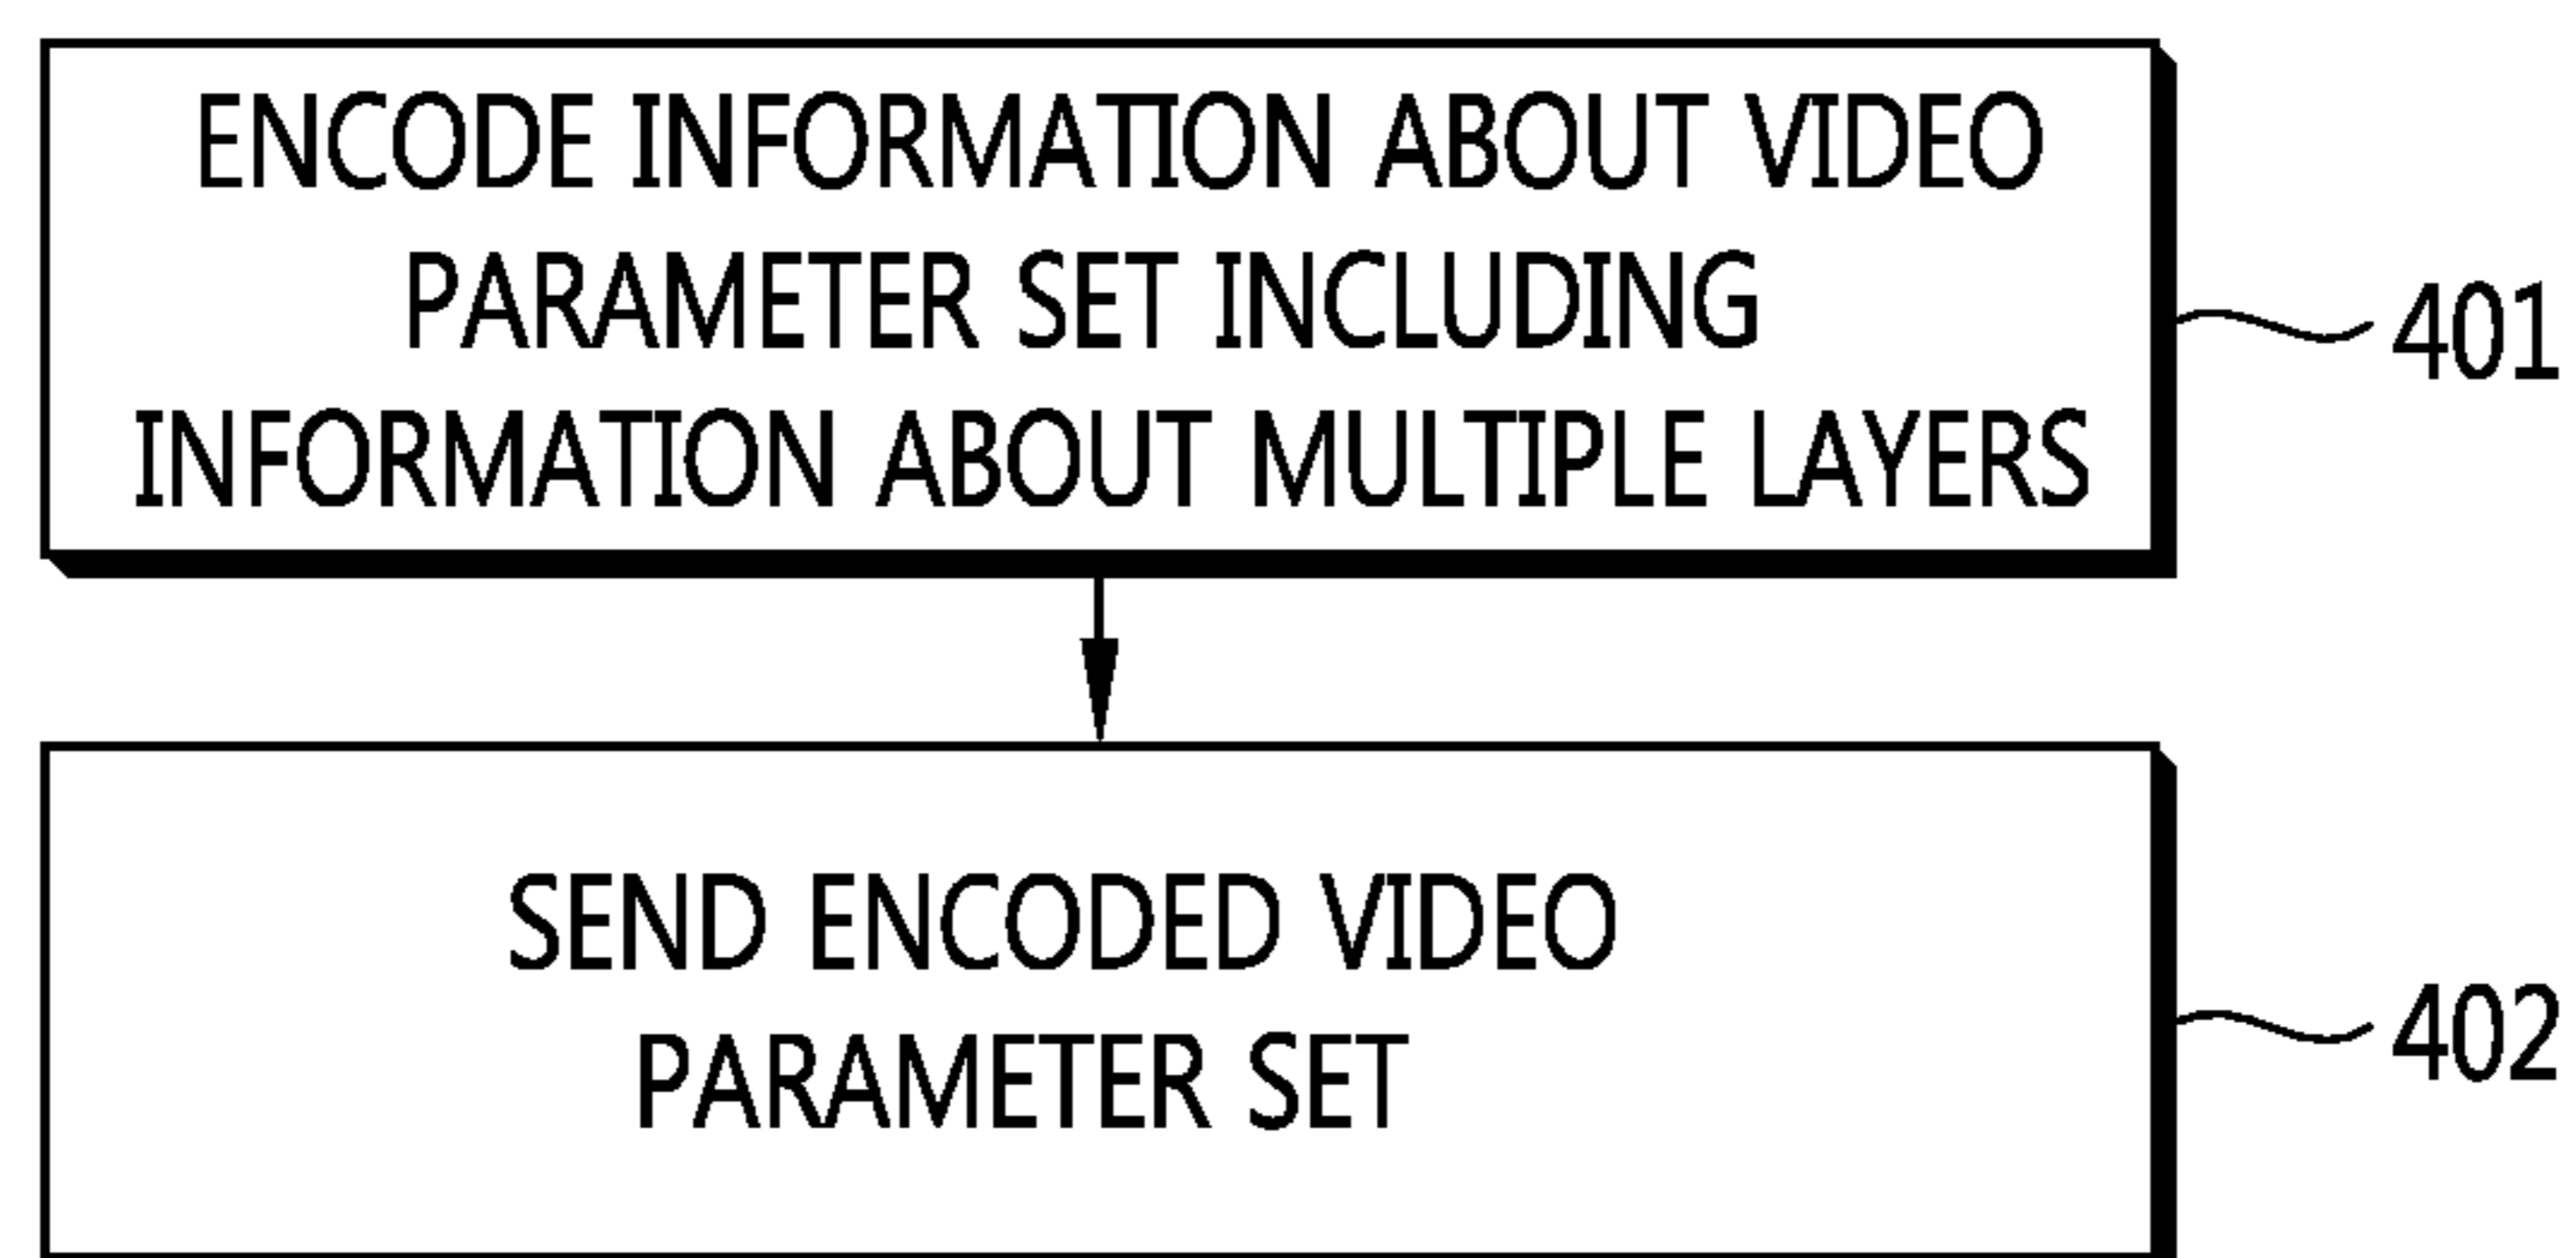 ENCODE INFORMATION ABOUT VIDEO
PARAMETER SET INCLUDING
INFORMATION ABOUT MULTIPLE LAYERS
401
SEND ENCODED VIDEO
PARAMETER SET
402